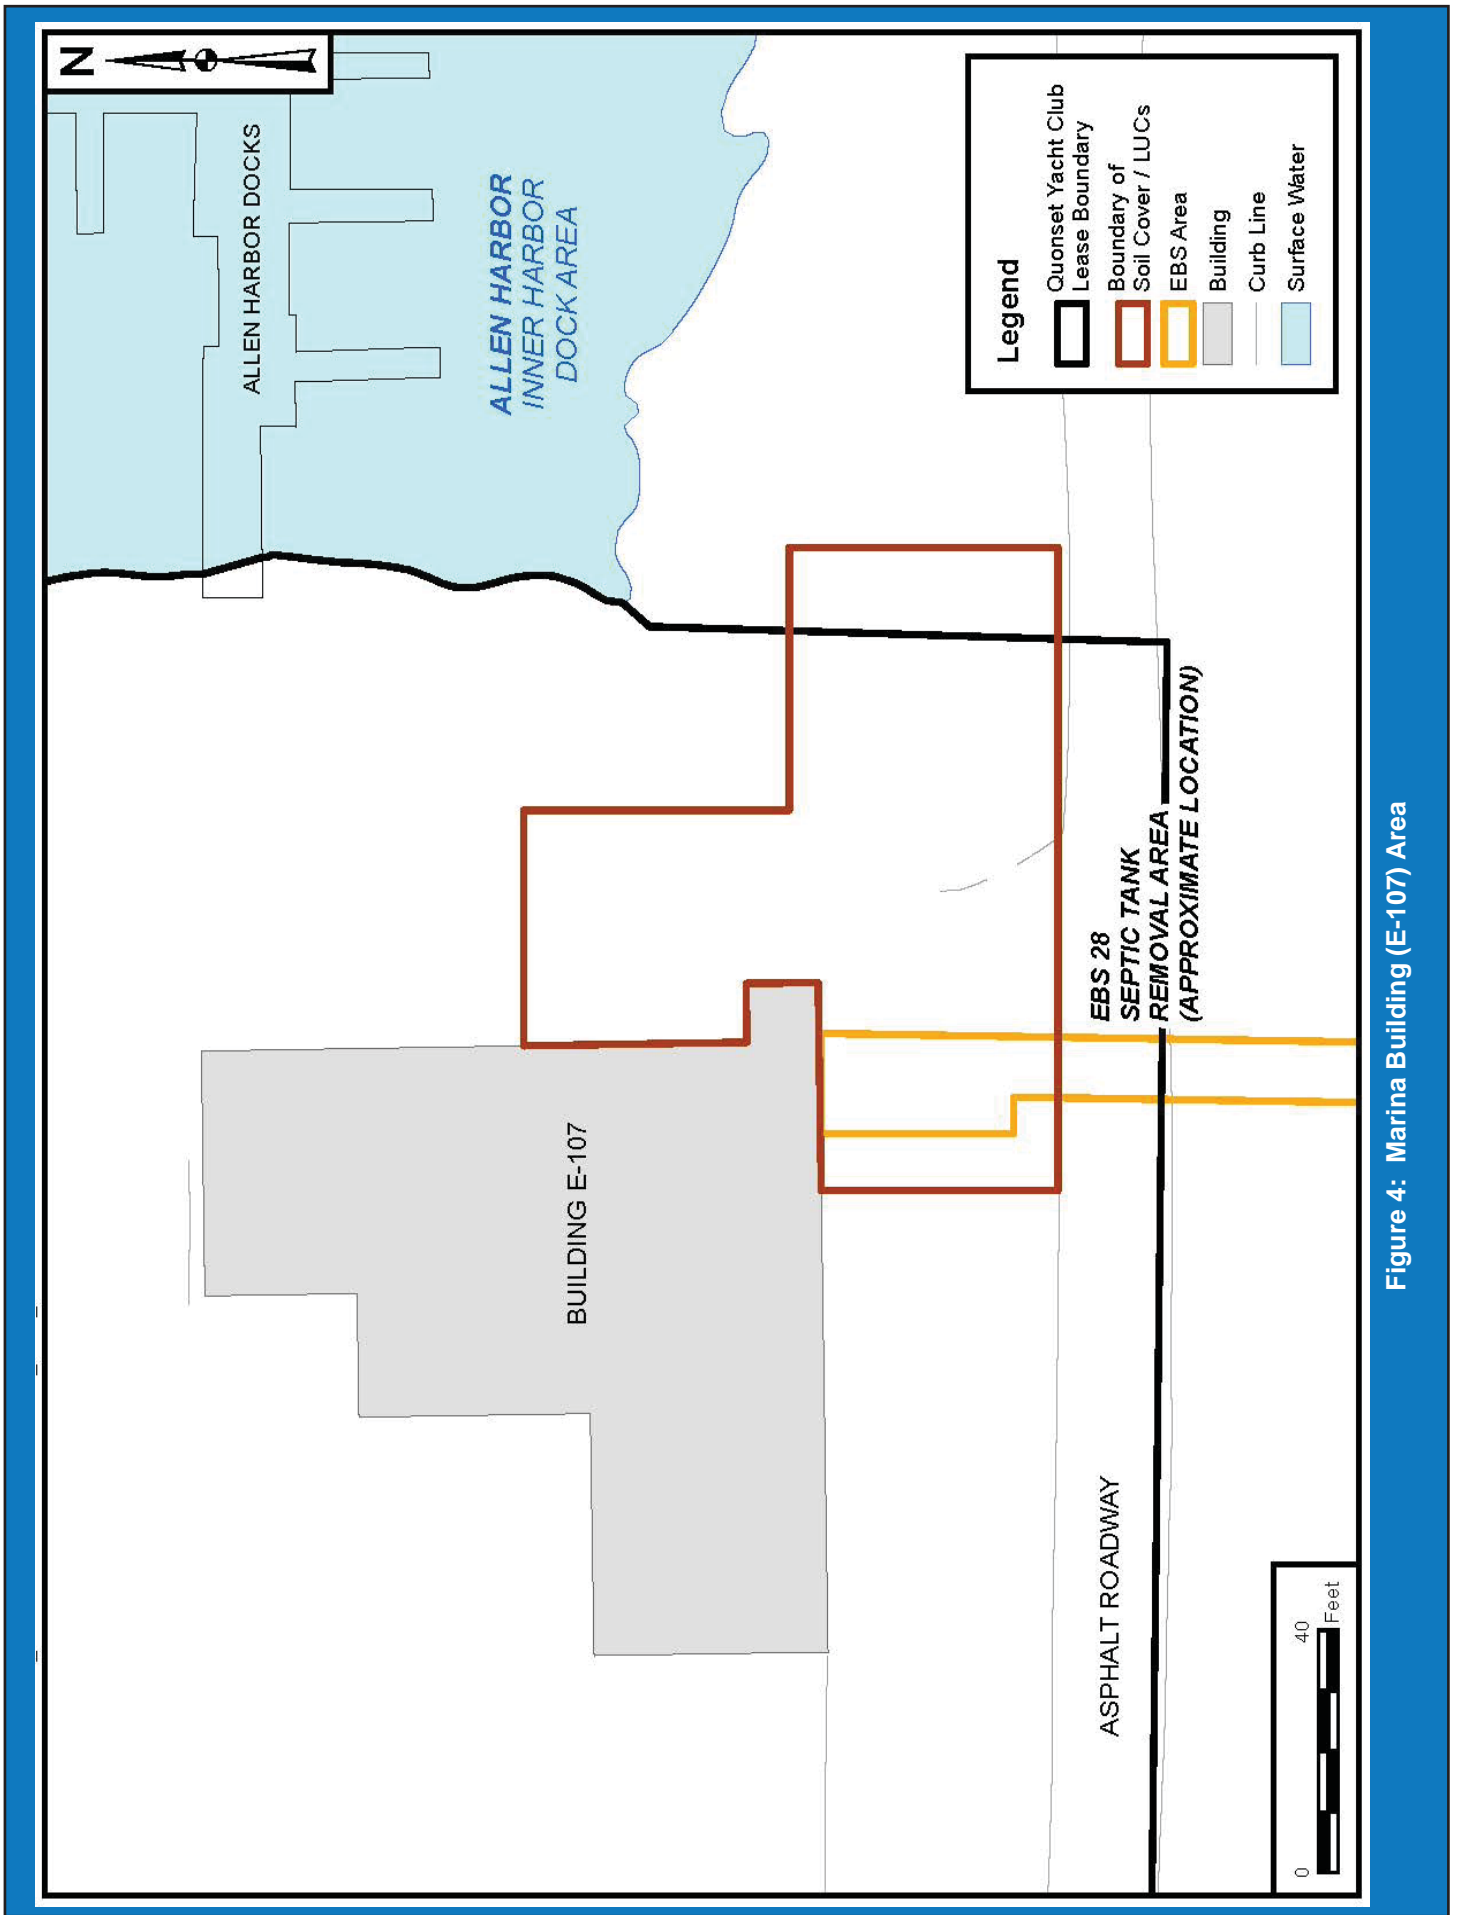 N
ALLEN HARBOR DOCKS
ALLEN HARBOR
INNER HARBOR
DOCK AREA
BUILDING E-107
EBS 28
SEPTIC TANK
REMOVAL AREA
(APPROXIMATE LOCATION)
ASPHALT ROADWAY
Legend
Quonset Yacht Club
Lease Boundary
Boundary of
Soil Cover / LUCs
EBS Area
Building
Curb Line
Surface Water
0 40
Feet
Figure 4: Marina Building (E-107) Area